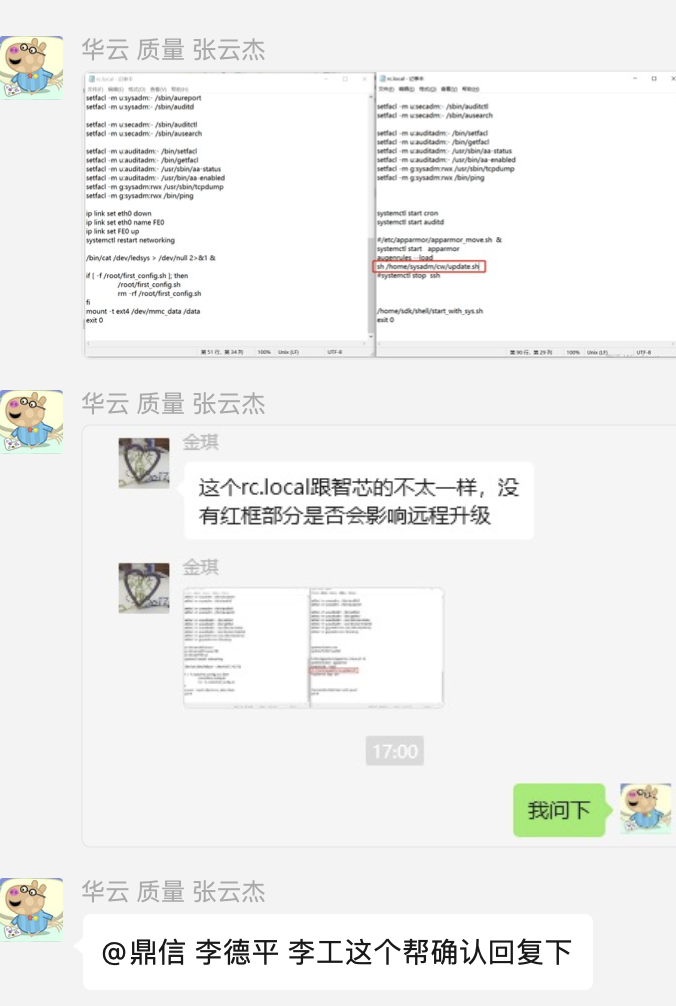 华云 质量 张云杰
rc.local - 记事本
文件(F) 编辑(E) 格式(O) 查看(V) 帮助(H)
setfacl -m u:sysadm:- /sbin/aureport
setfacl -m u:sysadm:- /sbin/auditd
setfacl -m u:secadm:- /sbin/auditctl
setfacl -m u:secadm:- /sbin/ausearch
setfacl -m u:auditadm:- /bin/setfacl
setfacl -m u:auditadm:- /bin/getfacl
setfacl -m u:auditadm:- /usr/sbin/aa-status
setfacl -m u:auditadm:- /usr/bin/aa-enabled
setfacl -m g:sysadm:rwx /usr/sbin/tcpdump
setfacl -m g:sysadm:rwx /bin/ping
ip link set eth0 down
ip link set eth0 name FE0
ip link set FE0 up
systemctl restart networking
/bin/cat /dev/ledsys > /dev/null 2>&1 &
if [ -f /root/first_config.sh ]; then
/root/first_config.sh
rm -rf /root/first_config.sh
fi
mount -t ext4 /dev/mmc_data /data
exit 0
第 51 行，第 34 列 100% Unix (LF) UTF-8
rc.local - 记事本
文件(F) 编辑(E) 格式(O) 查看(V) 帮助(H)
setfacl -m u:secadm:- /sbin/auditctl
setfacl -m u:secadm:- /sbin/ausearch
setfacl -m u:auditadm:- /bin/setfacl
setfacl -m u:auditadm:- /bin/getfacl
setfacl -m u:auditadm:- /usr/sbin/aa-status
setfacl -m u:auditadm:- /usr/bin/aa-enabled
setfacl -m g:sysadm:rwx /usr/sbin/tcpdump
setfacl -m g:sysadm:rwx /bin/ping
systemctl start cron
systemctl start auditd
#/etc/apparmor/apparmor_move.sh &
systemctl start apparmor
augenrules --load
sh /home/sysadm/cw/update.sh
#systemctl stop ssh
/home/sdk/shell/start_with_sys.sh
exit 0
第 90 行，第 29 列 100% Unix (LF) UTF-8
华云 质量 张云杰
金琪
这个rc.local跟智芯的不太一样，没
有红框部分是否会影响远程升级
金琪
17:00
我问下
华云 质量 张云杰
@鼎信 李德平 李工这个帮确认回复下